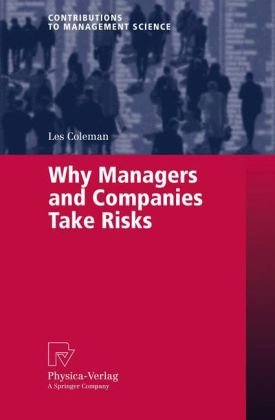 CONTRIBUTIONS
TO MANAGEMENT SCIENCE
Les Coleman
Why Managers
and Companies
Take Risks
Physica-Verlag
A Springer Company